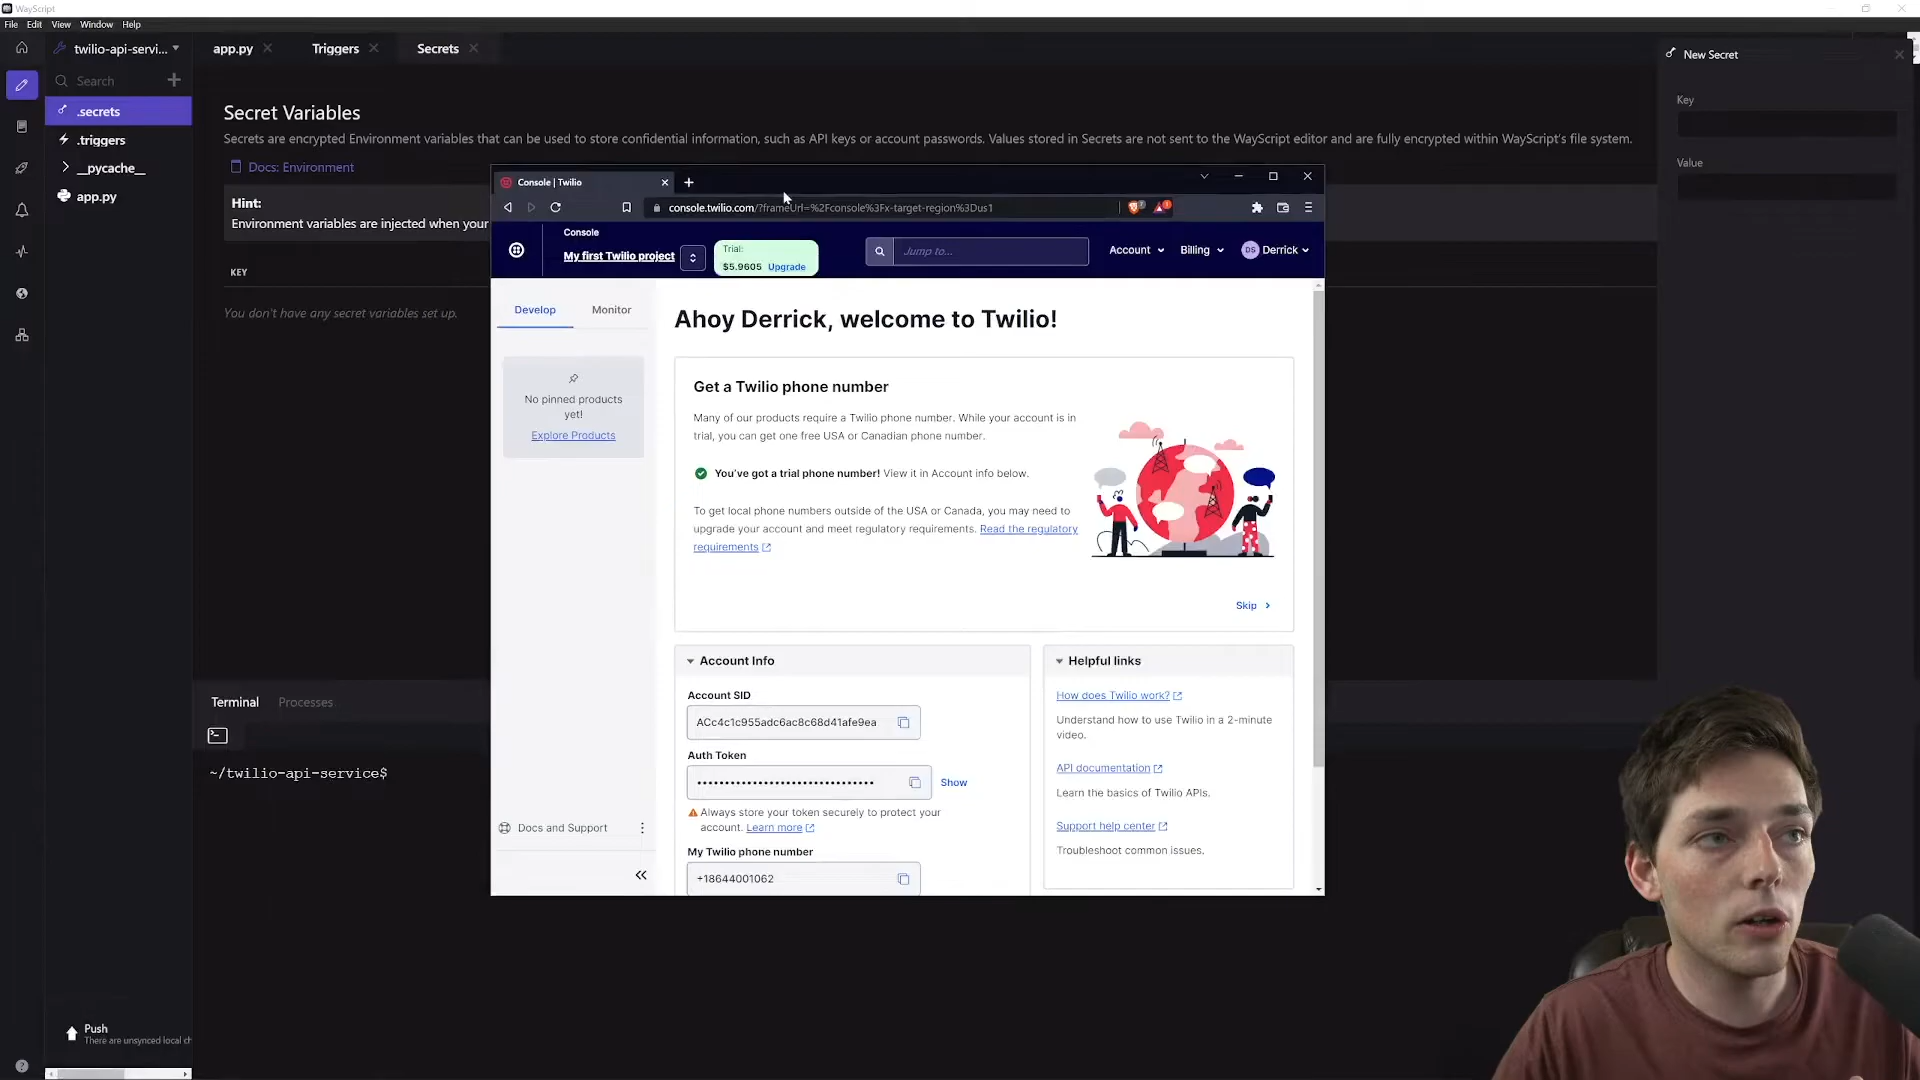 WayScript
File Edit View Window Help
twilio-api-servi...
app.py
Triggers
Secrets
New Secret
Search
.secrets
.triggers
__pycache__
app.py
Secret Variables
Secrets are encrypted Environment variables that can be used to store confidential information, such as API keys or account passwords. Values stored in Secrets are not sent to the WayScript editor and are fully encrypted within WayScript's file system.
Docs: Environment
Hint:
Environment variables are injected when your
KEY
You don't have any secret variables set up.
Key
Value
Console | Twilio
console.twilio.com/?frameUrl=%2Fconsole%3Fx-target-region%3Dus1
Console
My first Twilio project
Trial:
$5.9605 Upgrade
Jump to...
Account
Billing
DS Derrick
Develop
Monitor
No pinned products
yet!
Explore Products
Docs and Support
Ahoy Derrick, welcome to Twilio!
Get a Twilio phone number
Many of our products require a Twilio phone number. While your account is in
trial, you can get one free USA or Canadian phone number.
You've got a trial phone number! View it in Account info below.
To get local phone numbers outside of the USA or Canada, you may need to
upgrade your account and meet regulatory requirements. Read the regulatory
requirements
Skip
Account Info
Account SID
ACc4c1c955adc6ac8c68d41afe9ea
Auth Token
Show
Always store your token securely to protect your
account. Learn more
My Twilio phone number
+18644001062
Helpful links
How does Twilio work?
Understand how to use Twilio in a 2-minute
video.
API documentation
Learn the basics of Twilio APIs.
Support help center
Troubleshoot common issues.
Terminal
Processes
~/twilio-api-service$
Push
There are unsynced local ch